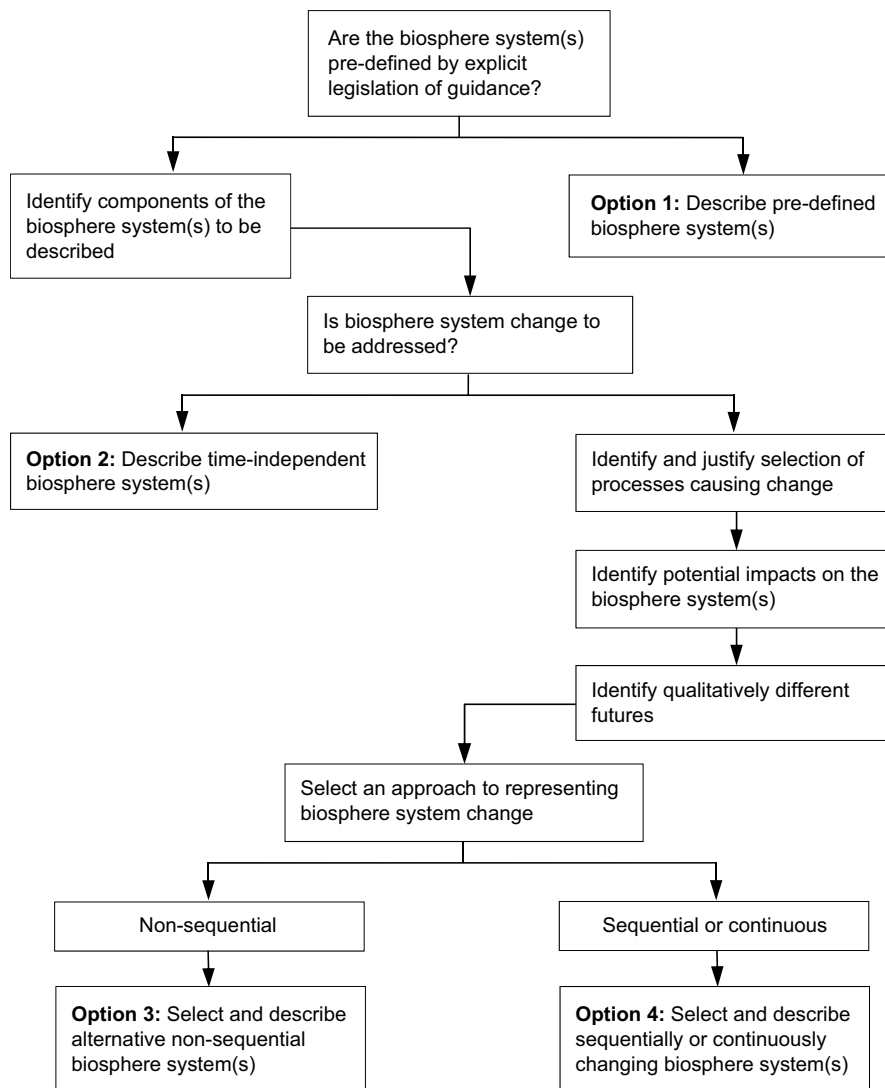 Are the biosphere system(s)
pre-defined by explicit
legislation of guidance?
Identify components of the
biosphere system(s) to be
described
Option 1: Describe pre-defined
biosphere system(s)
Is biosphere system change to
be addressed?
Option 2: Describe time-independent
biosphere system(s)
Identify and justify selection of
processes causing change
Identify potential impacts on the
biosphere system(s)
Identify qualitatively different
futures
Select an approach to representing
biosphere system change
Non-sequential
Sequential or continuous
Option 3: Select and describe
alternative non-sequential
biosphere system(s)
Option 4: Select and describe
sequentially or continuously
changing biosphere system(s)